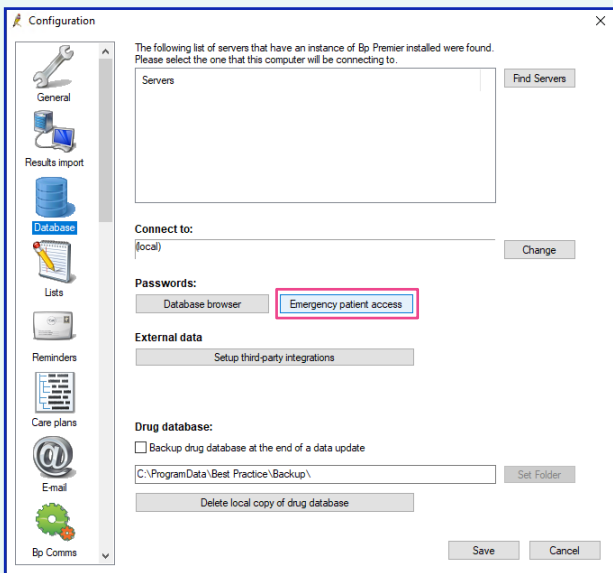 Configuration
General
Results import
Database
Lists
Reminders
Care plans
E-mail
Bp Comms
The following list of servers that have an instance of Bp Premier installed were found.
Please select the one that this computer will be connecting to.
Servers
Find Servers
Connect to:
(local)
Change
Passwords:
Database browser
Emergency patient access
External data
Setup third-party integrations
Drug database:
Backup drug database at the end of a data update
C:\ProgramData\Best Practice\Backup\
Set Folder
Delete local copy of drug database
Save
Cancel